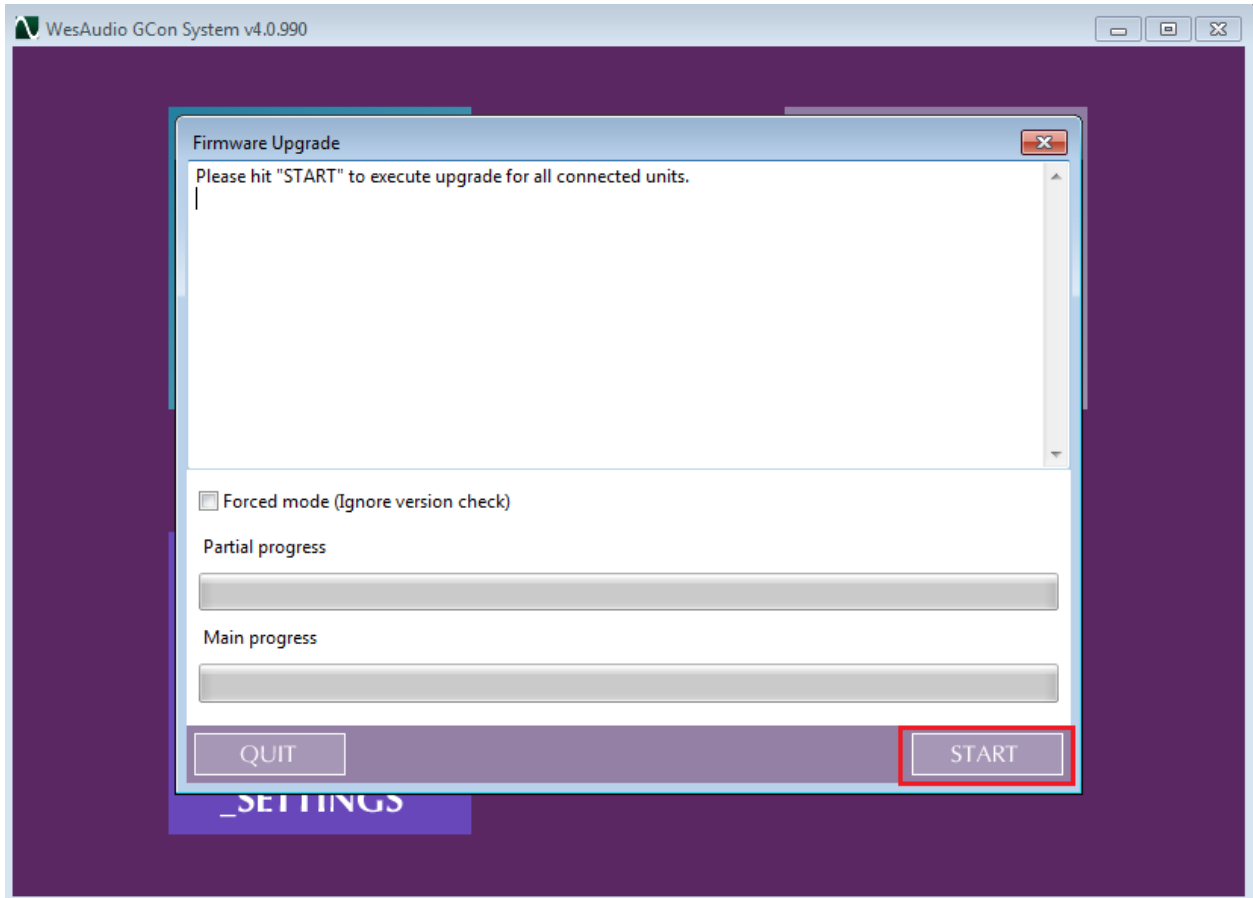 WesAudio GCon System v4.0.990
Firmware Upgrade
Please hit "START" to execute upgrade for all connected units.
Forced mode (Ignore version check)
Partial progress
Main progress
QUIT
START
_SETTINGS